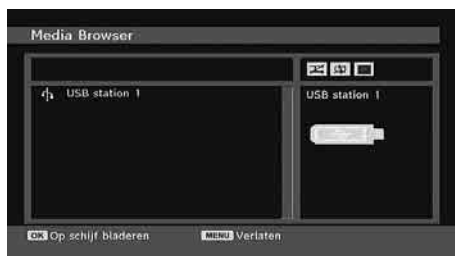 Media Browser
USB station 1
USB station 1
OK Op schijf bladeren MENU Verlaten